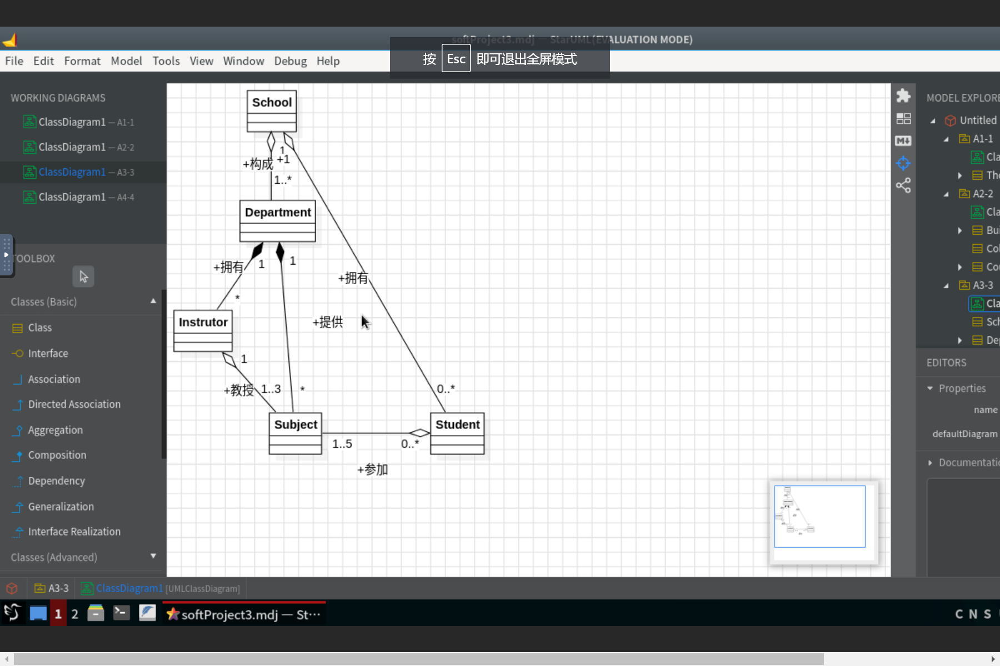 softProject3.mdj — StarUML(EVALUATION MODE)
按 Esc 即可退出全屏模式
File Edit Format Model Tools View Window Debug Help
WORKING DIAGRAMS
ClassDiagram1 — A1-1
ClassDiagram1 — A2-2
ClassDiagram1 — A3-3
ClassDiagram1 — A4-4
TOOLBOX
Classes (Basic)
Class
Interface
Association
Directed Association
Aggregation
Composition
Dependency
Generalization
Interface Realization
Classes (Advanced)
School
1
+1
+构成
1..*
Department
+拥有
1
1
*
+拥有
+提供
Instrutor
1
+教授
1..3
*
0..*
Subject
Student
1..5
0..*
+参加
M
MODEL EXPLORE
Untitled
A1-1
Cla
The
A2-2
Cla
Bui
Col
Cou
A3-3
Cla
Sch
Dep
EDITORS
Properties
name
defaultDiagram
Documentatio
A3-3 ClassDiagram1 [UMLClassDiagram]
1 2 softProject3.mdj — St···
C N S